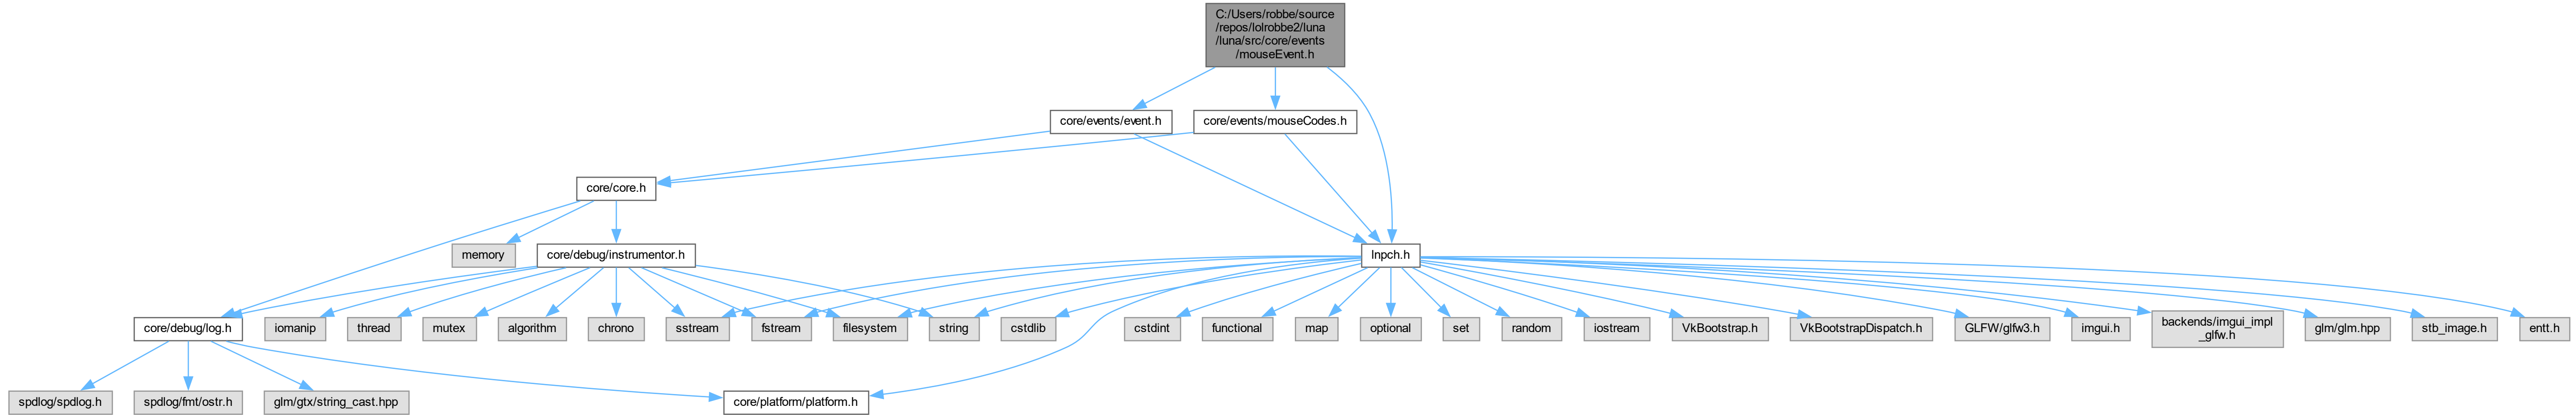 C:/Users/robbe/source
/repos/lolrobbe2/luna
/luna/src/core/events
/mouseEvent.h
core/events/event.h
core/events/mouseCodes.h
core/core.h
memory
core/debug/instrumentor.h
lnpch.h
core/debug/log.h
iomanip
thread
mutex
algorithm
chrono
sstream
fstream
filesystem
string
cstdlib
cstdint
functional
map
optional
set
random
iostream
VkBootstrap.h
VkBootstrapDispatch.h
GLFW/glfw3.h
imgui.h
backends/imgui_impl
_glfw.h
glm/glm.hpp
stb_image.h
entt.h
spdlog/spdlog.h
spdlog/fmt/ostr.h
glm/gtx/string_cast.hpp
core/platform/platform.h